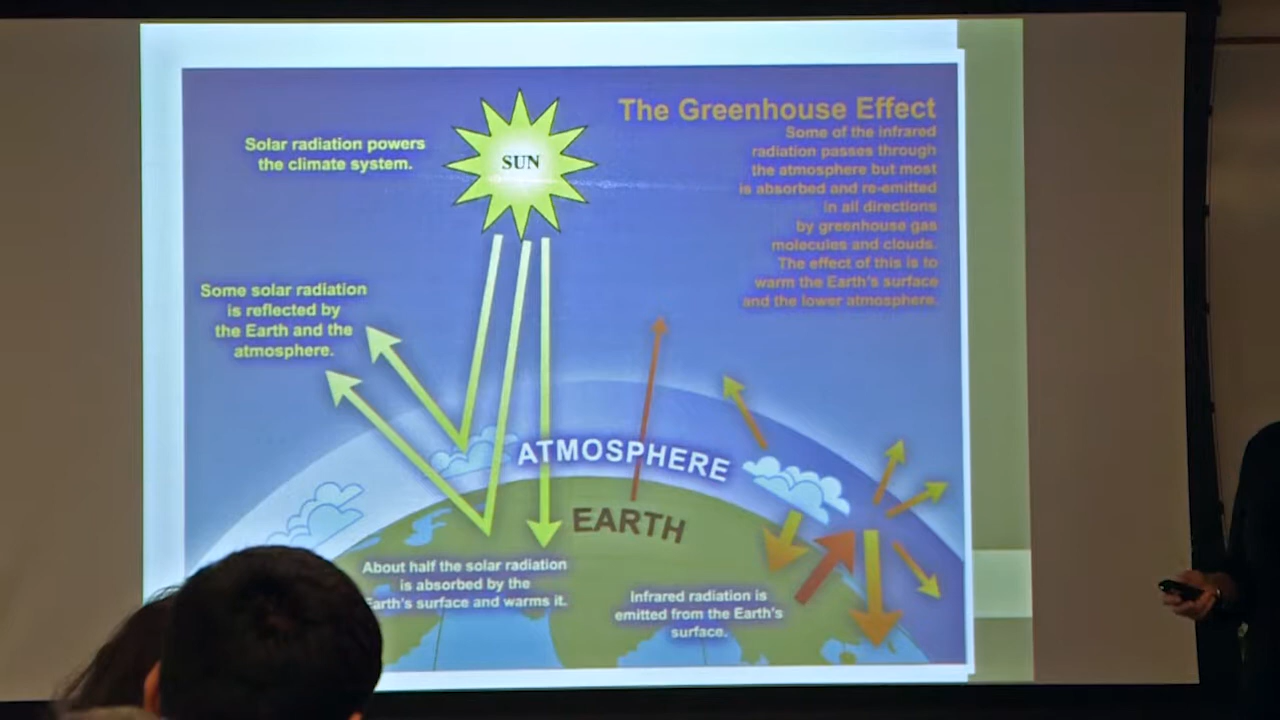 The Greenhouse Effect
Some of the infrared
radiation passes through
the atmosphere but most
is absorbed and re-emitted
in all directions
by greenhouse gas
molecules and clouds.
The effect of this is to
warm the Earth's surface
and the lower atmosphere.
Solar radiation powers
the climate system.
SUN
Some solar radiation
is reflected by
the Earth and the
atmosphere.
ATMOSPHERE
EARTH
About half the solar radiation
is absorbed by the
Earth's surface and warms it.
Infrared radiation is
emitted from the Earth's
surface.